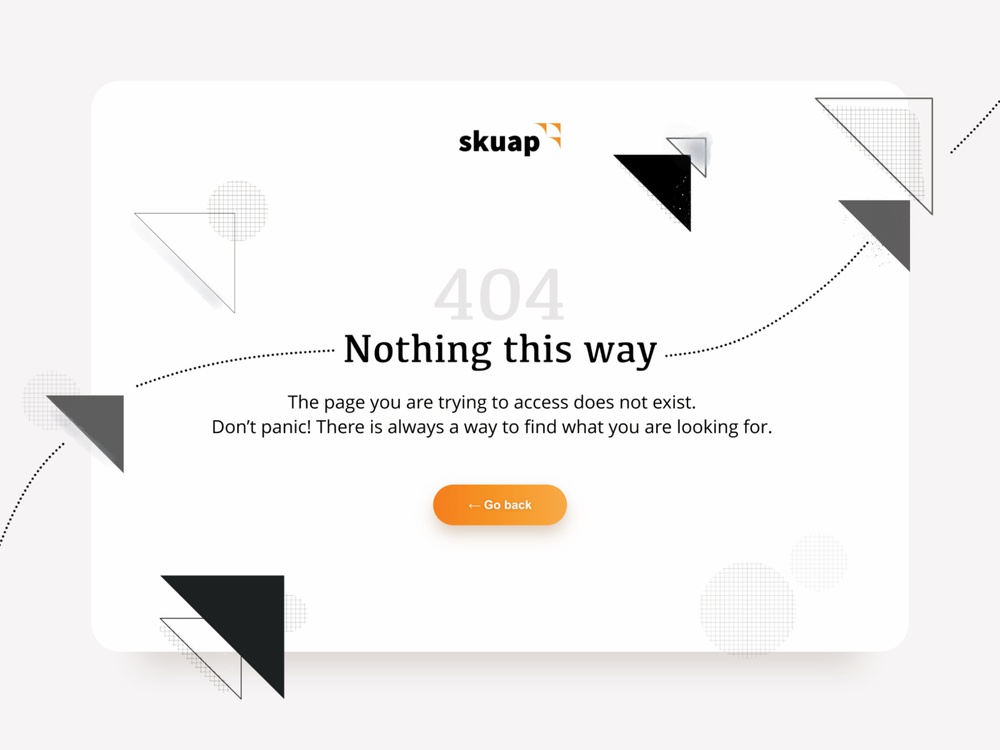 skuap
404
Nothing this way
The page you are trying to access does not exist.
Don’t panic! There is always a way to find what you are looking for.
← Go back